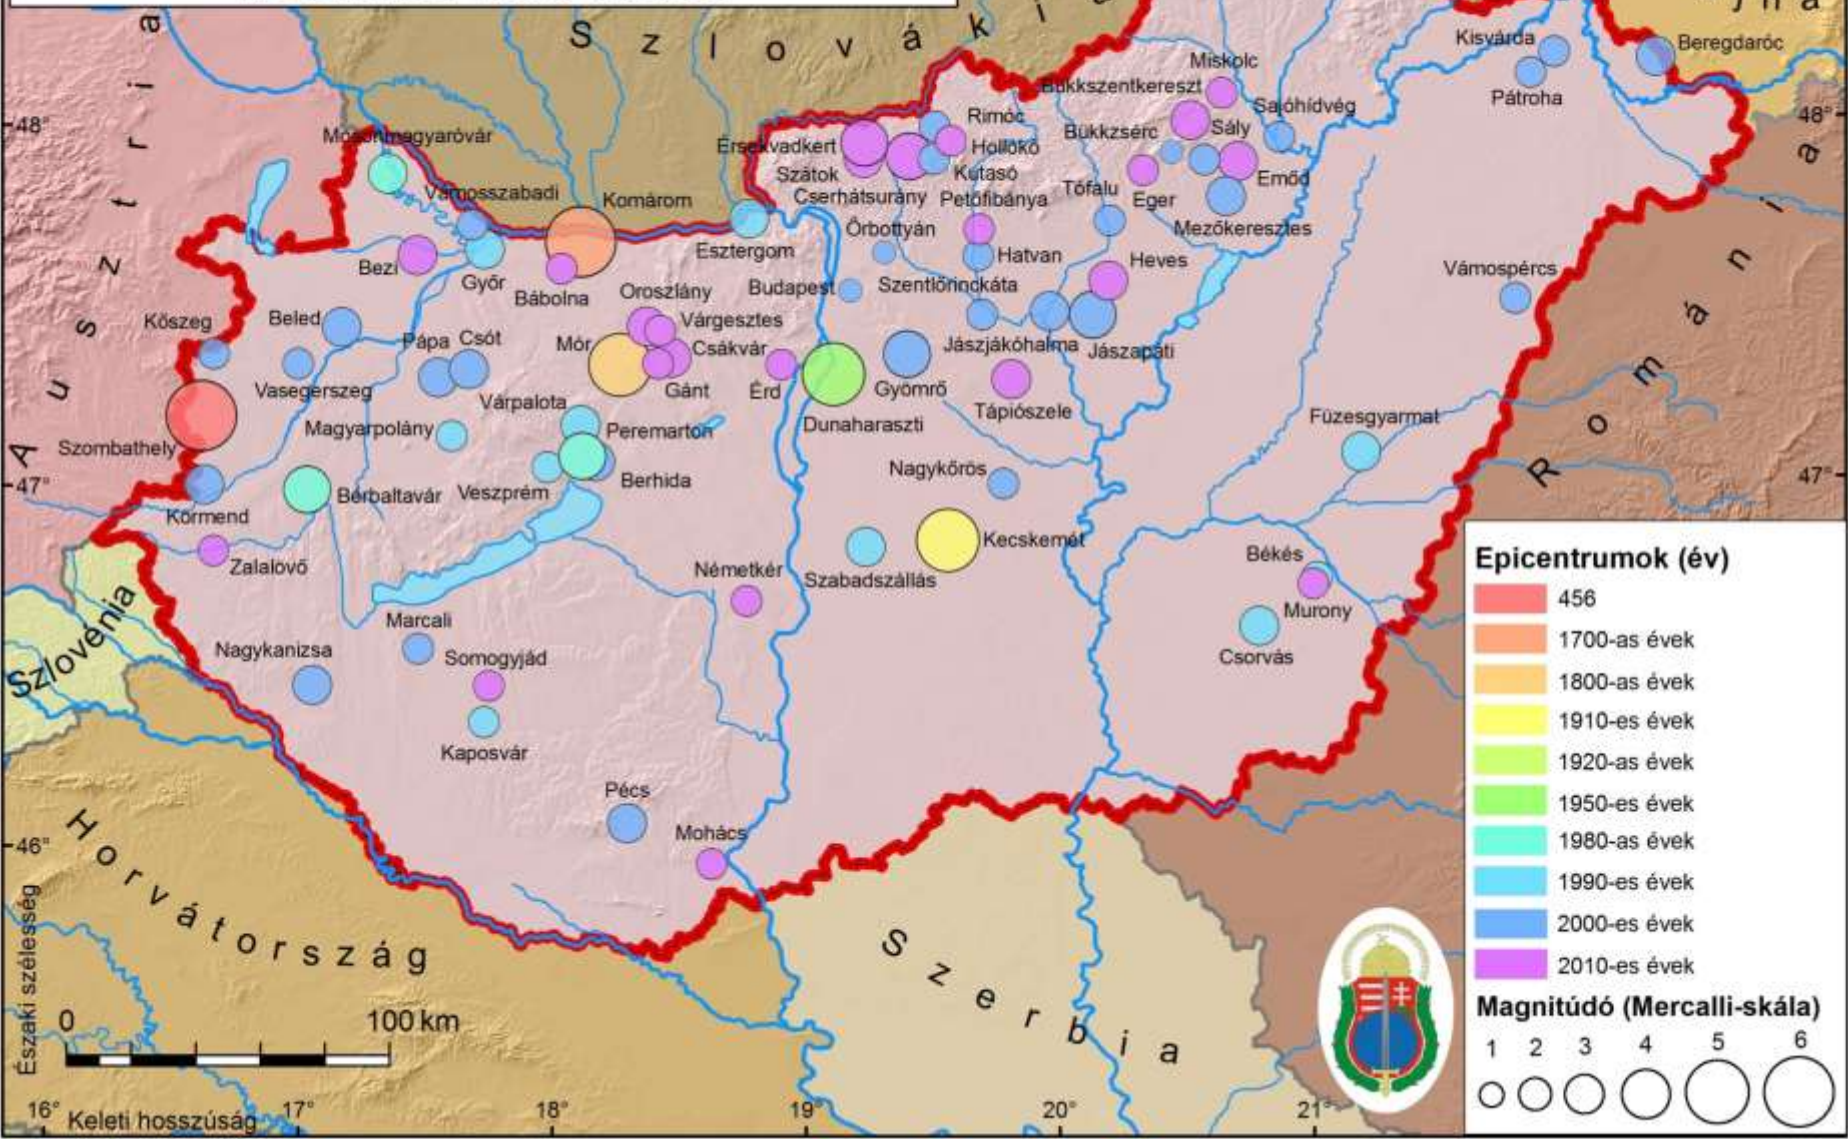 Szlováki
Ausztria
Kisvárda
Beregdaróc
Miskolc
Pátroha
Bükkszentkereszt
48°
48°
Rimóc
Sajóhídvég
Mosonmagyaróvár
Érsekvadkert
Hollókő
Bükkzsérc
Sály
Szátok
Kutasó
Vámosszabadi
Komárom
Cserhátsurány
Petőfibánya
Tófalu
Eger
Emőd
Őrbottyán
Mezőkeresztes
Esztergom
Bezi
Győr
Hatvan
Heves
Vámospércs
Bábolna
Oroszlány
Budapest
Szentlőrinckáta
Kőszeg
Beled
Várgesztes
Pápa
Csót
Mór
Csákvár
Jászjákóhalma
Jászapáti
Vasegerszeg
Gánt
Érd
Gyömrő
Várpalota
Tápiószele
Magyarpolány
Peremarton
Dunaharaszti
Füzesgyarmat
Szombathely
Románia
Nagykőrös
47°
47°
Bérbaltavár
Veszprém
Berhida
Körmend
Kecskemét
Zalalövő
Németkér
Szabadszállás
Békés
Murony
Szlovénia
Marcali
Nagykanizsa
Somogyjád
Csorvás
Kaposvár
Pécs
Mohács
46°
Horvátország
Szerbia
Epicentrumok (év)
456
1700-as évek
1800-as évek
1910-es évek
1920-as évek
1950-es évek
1980-as évek
1990-es évek
2000-es évek
2010-es évek
Magnitúdó (Mercalli-skála)
1 2 3 4 5 6
Északi szélesség
0 100 km
16° 17° 18° 19° 20° 21°
Keleti hosszúság